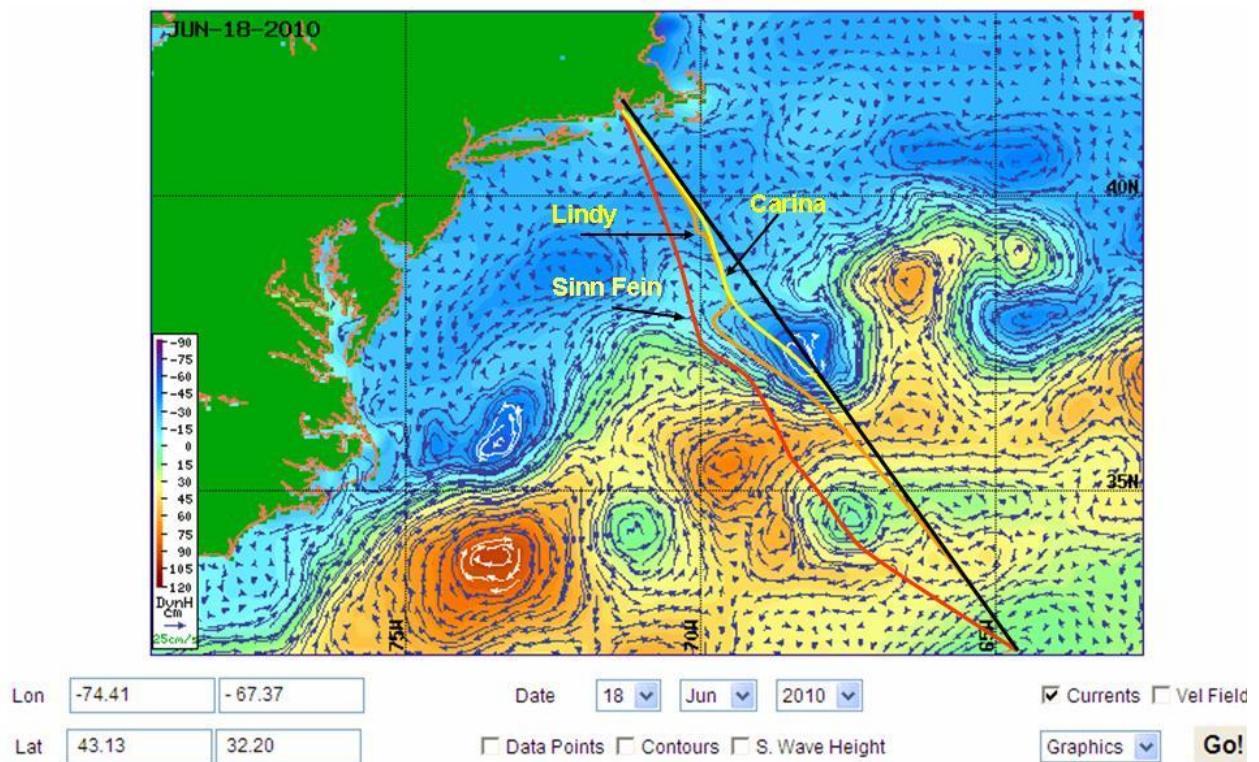 JUN-18-2010
40N
Lindy
Carina
Sinn Fein
-90
-75
-60
-45
-30
-15
0
15
30
45
60
75
90
105
120
DynH
cm
25cm/s
35N
75W
70W
65W
Lon -74.41 - 67.37 Date 18 Jun 2010 Currents Vel Field
Lat 43.13 32.20 Data Points Contours S. Wave Height Graphics Go!